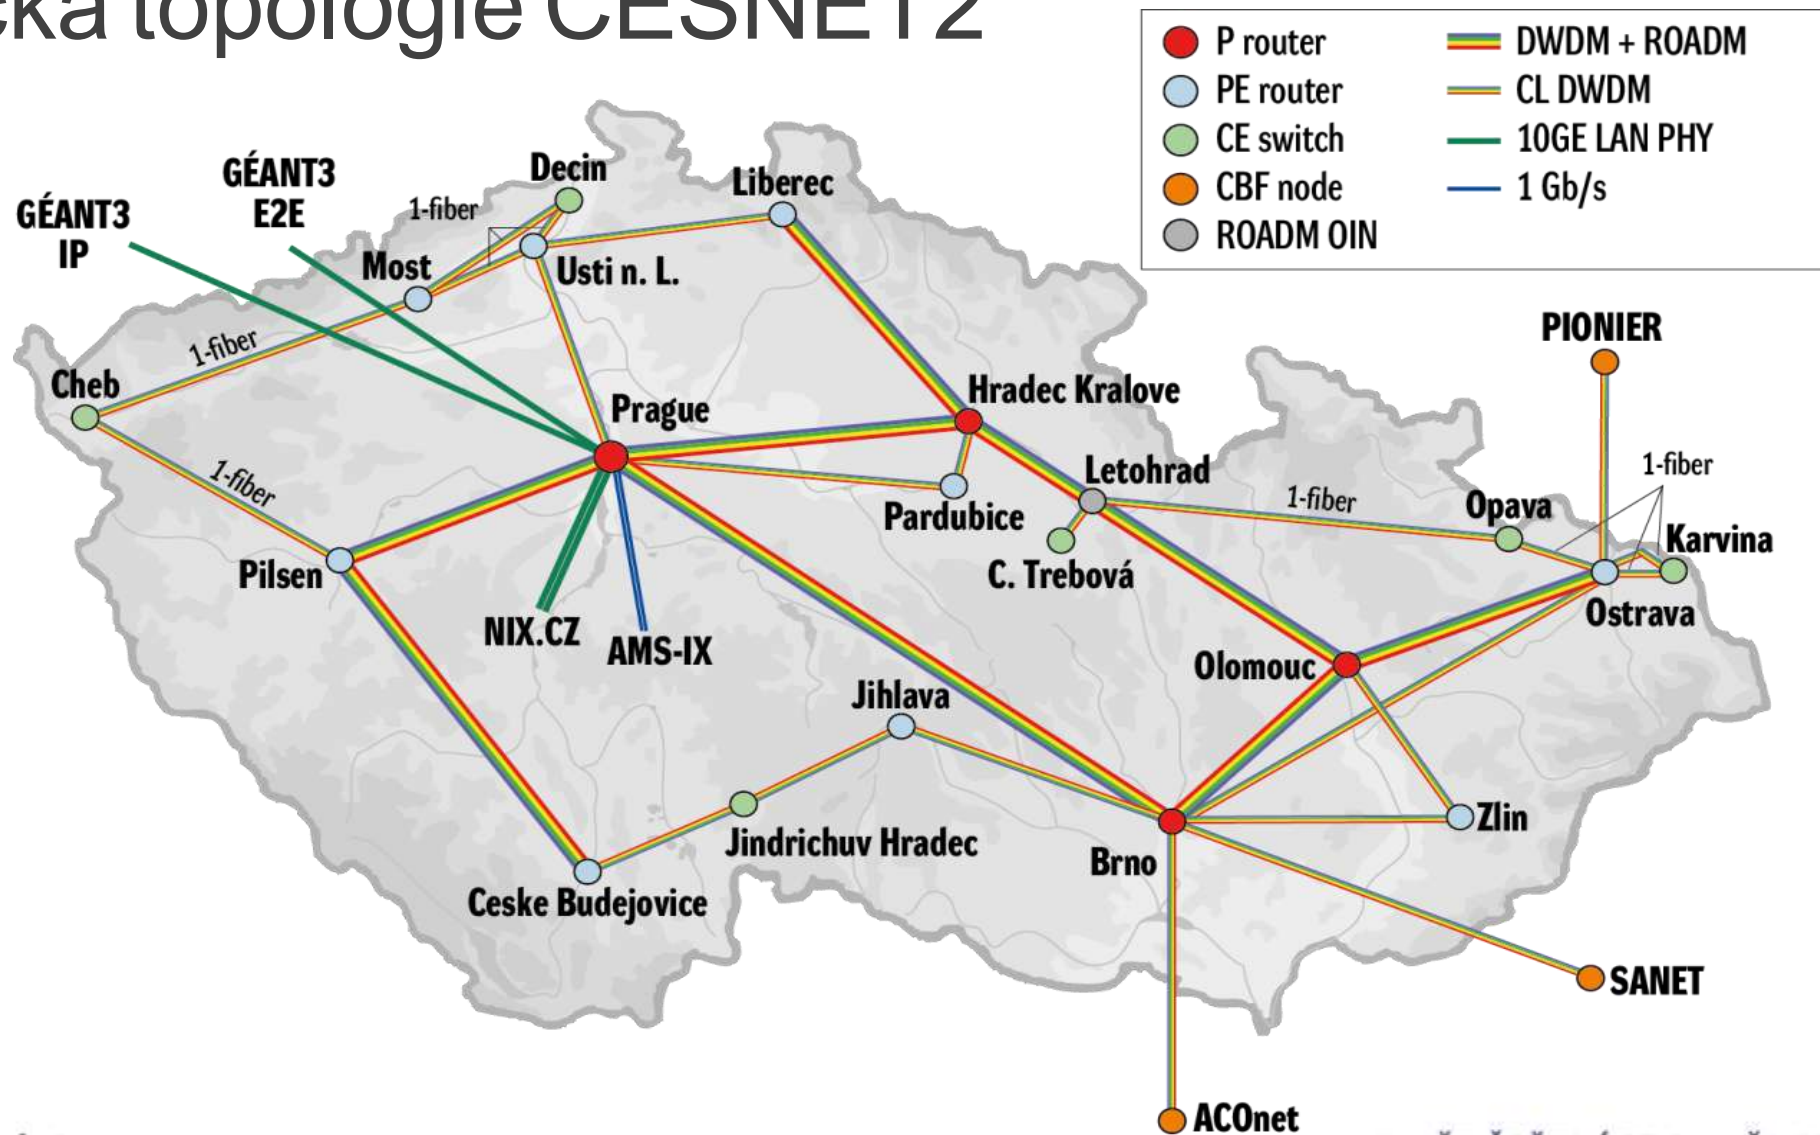 topologie CESNET2
P router
PE router
CE switch
CBF node
ROADM OIN
DWDM + ROADM
CL DWDM
10GE LAN PHY
1 Gb/s
GÉANT3
IP
GÉANT3
E2E
1-fiber
Decin
Liberec
Most
Usti n. L.
1-fiber
Cheb
1-fiber
Prague
Hradec Kralove
PIONIER
Letohrad
1-fiber
Opava
1-fiber
Karvina
Pardubice
C. Trebová
Pilsen
NIX.CZ
AMS-IX
Ostrava
Olomouc
Jihlava
Jindrichuv Hradec
Zlin
Brno
Ceske Budejovice
SANET
ACOnet